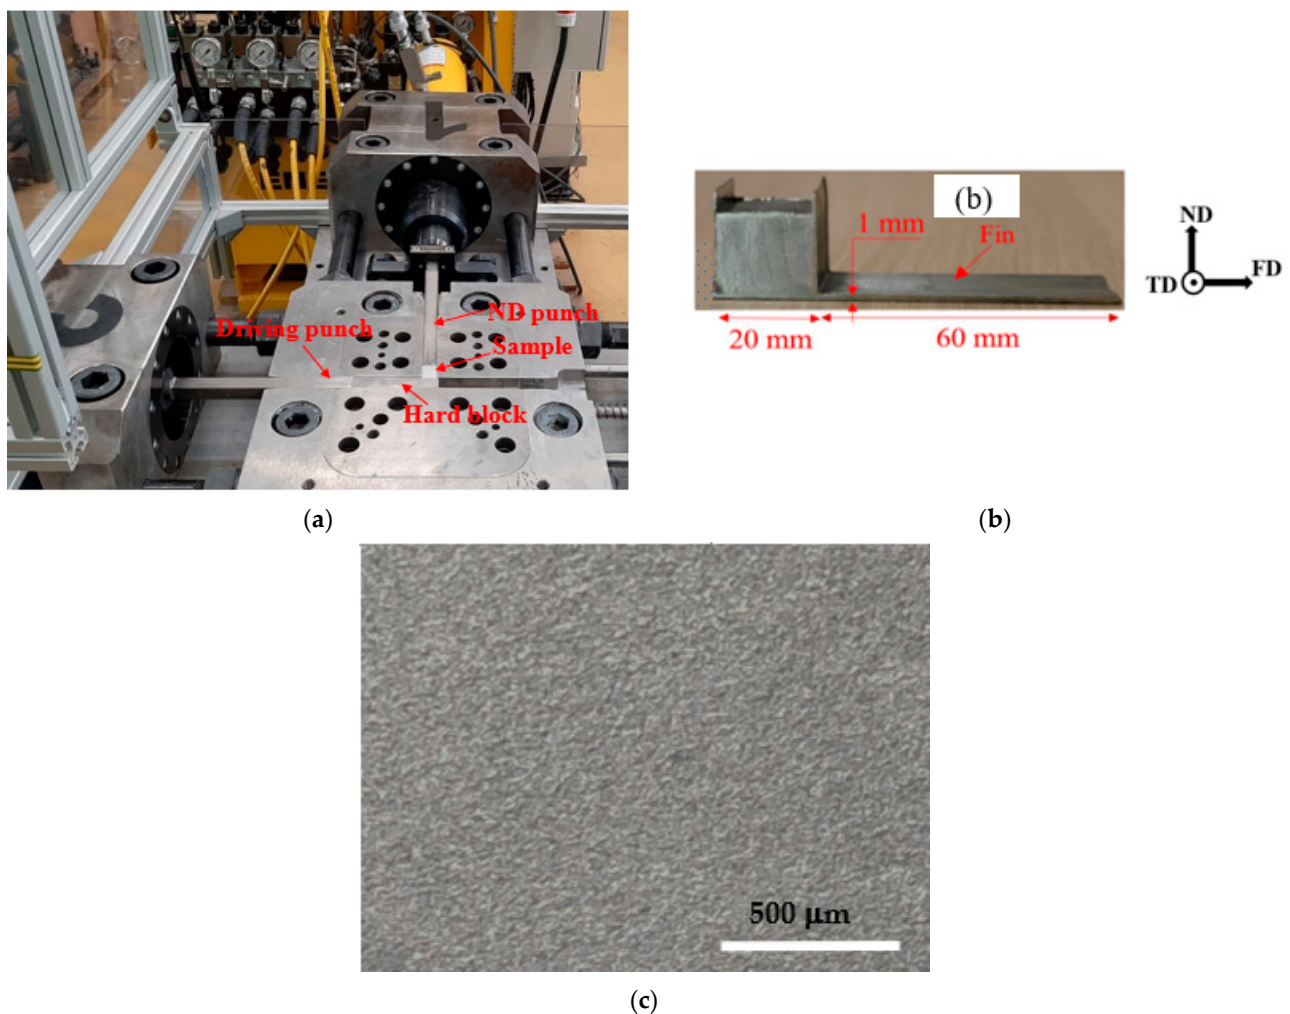 ND punch
Driving punch
Sample
Hard block
(b)
1 mm
Fin
20 mm
60 mm
ND
TD
FD
(a)
(b)
500 μm
(c)